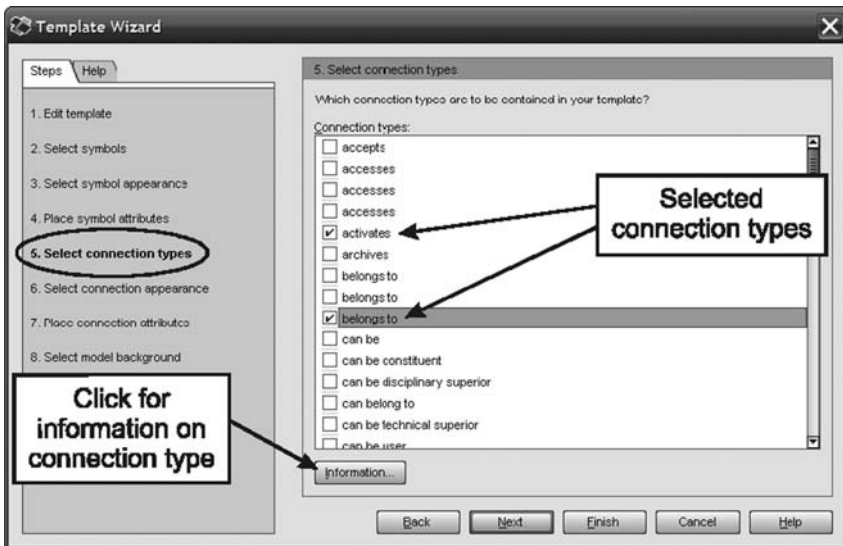 Template Wizard
Steps
Help
1. Edit template
2. Select symbols
3. Select symbol appearance
4. Place symbol attributes
5. Select connection types
6. Select connection appearance
7. Place connection attributes
8. Select model background
Click for
information on
connection type
5. Select connection types
Which connection types are to be contained in your template?
Connection types:
accepts
accesses
accesses
accesses
activates
archives
belongs to
belongs to
belongs to
can be
can be constituent
can be disciplinary superior
can belong to
can be technical superior
can be user
Selected
connection types
Information...
Back
Next
Finish
Cancel
Help